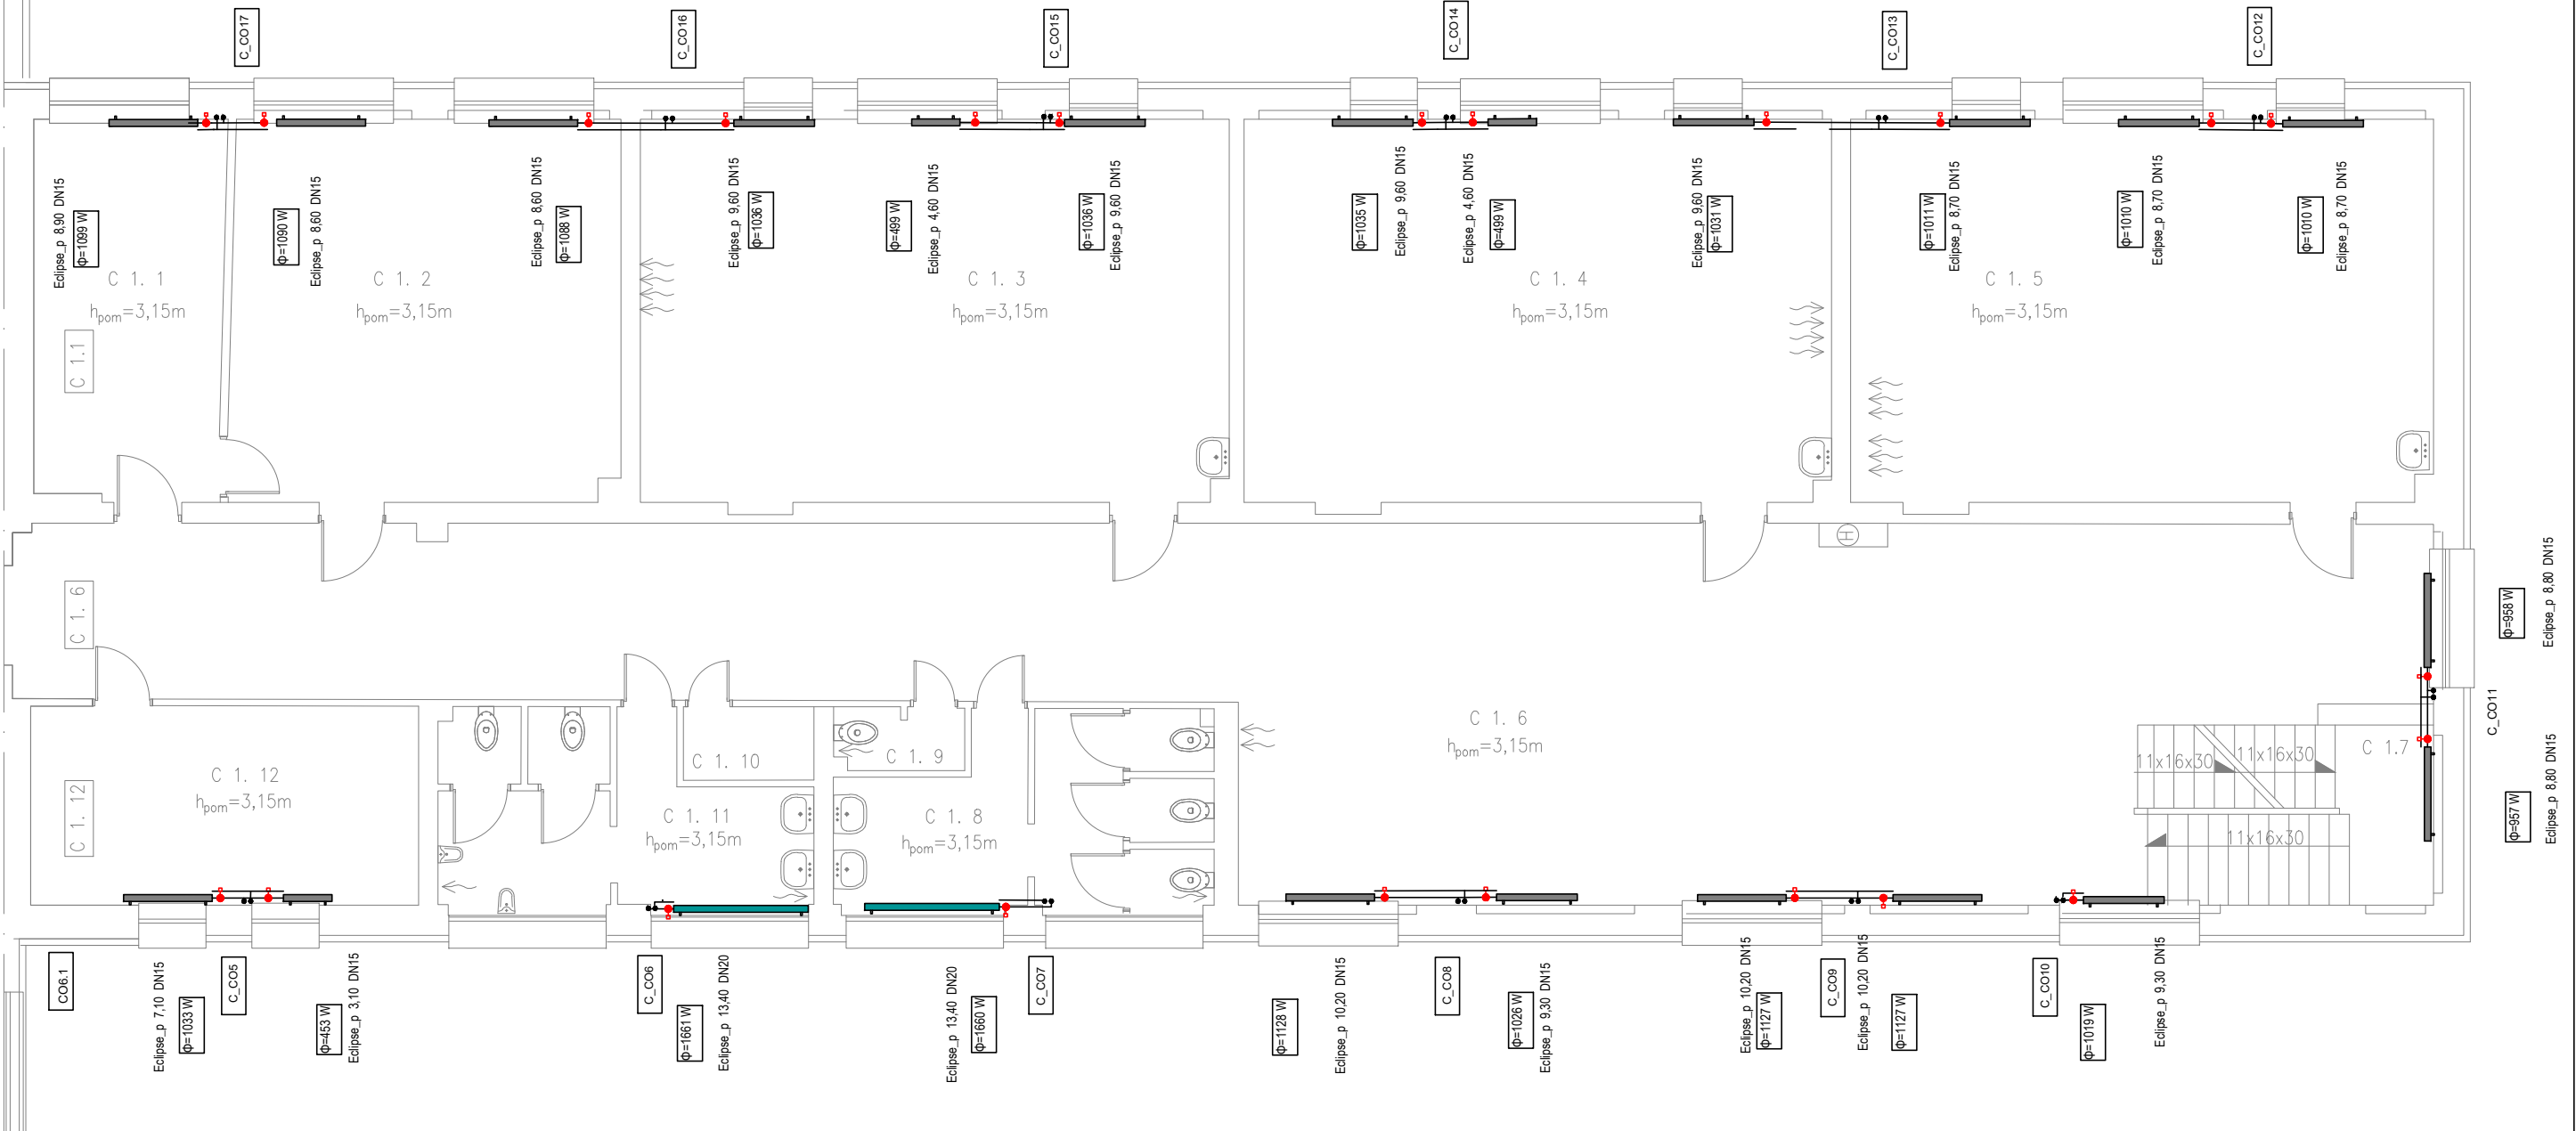 C_CO17
C_CO16
C_CO15
C_CO14
C_CO13
C_CO12
Eclipse_p 8,90 DN15
Φ=1099 W
Φ=1090 W
Eclipse_p 8,60 DN15
Eclipse_p 8,60 DN15
Φ=1088 W
Eclipse_p 9,60 DN15
Φ=1036 W
Φ=499 W
Eclipse_p 4,60 DN15
Φ=1036 W
Eclipse_p 9,60 DN15
Φ=1035 W
Eclipse_p 9,60 DN15
Eclipse_p 4,60 DN15
Φ=499 W
Eclipse_p 9,60 DN15
Φ=1031 W
Φ=1011 W
Eclipse_p 8,70 DN15
Φ=1010 W
Eclipse_p 8,70 DN15
Φ=1010 W
Eclipse_p 8,70 DN15
C 1. 1
hpom=3,15m
C 1. 2
hpom=3,15m
C 1. 3
hpom=3,15m
C 1. 4
hpom=3,15m
C 1. 5
hpom=3,15m
C 1.1
H
C 1. 6
Φ=958 W
Eclipse_p 8,80 DN15
C_CO11
C 1. 12
hpom=3,15m
C 1. 12
C 1. 10
C 1. 9
C 1. 11
hpom=3,15m
C 1. 8
hpom=3,15m
C 1. 6
hpom=3,15m
11x16x30
11x16x30
C 1.7
11x16x30
Φ=957 W
Eclipse_p 8,80 DN15
CO6.1
Eclipse_p 7,10 DN15
Φ=1033 W
C_CO5
Φ=453 W
Eclipse_p 3,10 DN15
C_CO6
Φ=1661 W
Eclipse_p 13,40 DN20
Eclipse_p 13,40 DN20
Φ=1660 W
C_CO7
Φ=1128 W
Eclipse_p 10,20 DN15
C_CO8
Φ=1026 W
Eclipse_p 9,30 DN15
Eclipse_p 10,20 DN15
Φ=1127 W
C_CO9
Eclipse_p 10,20 DN15
Φ=1127 W
C_CO10
Φ=1019 W
Eclipse_p 9,30 DN15